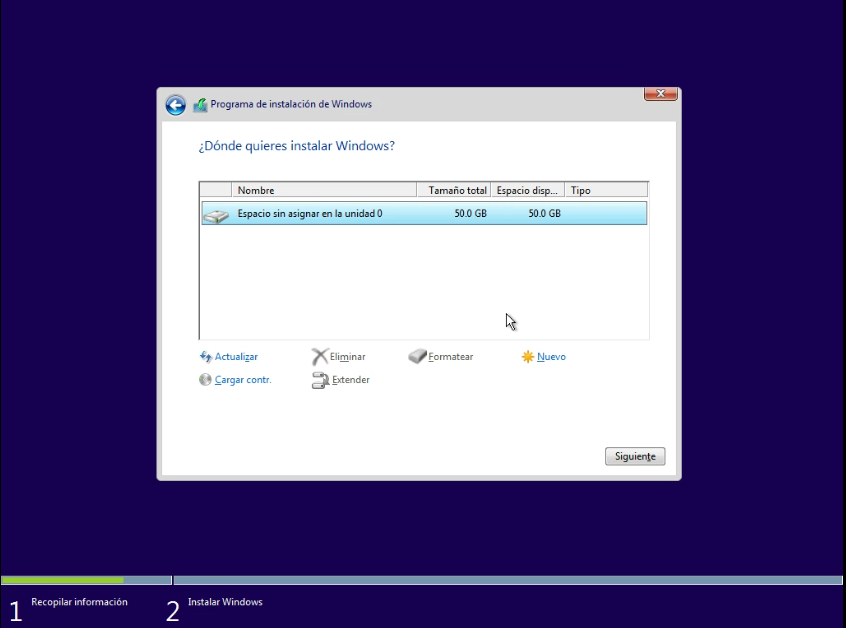 Programa de instalación de Windows
¿Dónde quieres instalar Windows?
Nombre Tamaño total Espacio disp... Tipo
Espacio sin asignar en la unidad 0 50.0 GB 50.0 GB
Actualizar Eliminar Formatear Nuevo
Cargar contr. Extender
Siguiente
1 Recopilar información 2 Instalar Windows